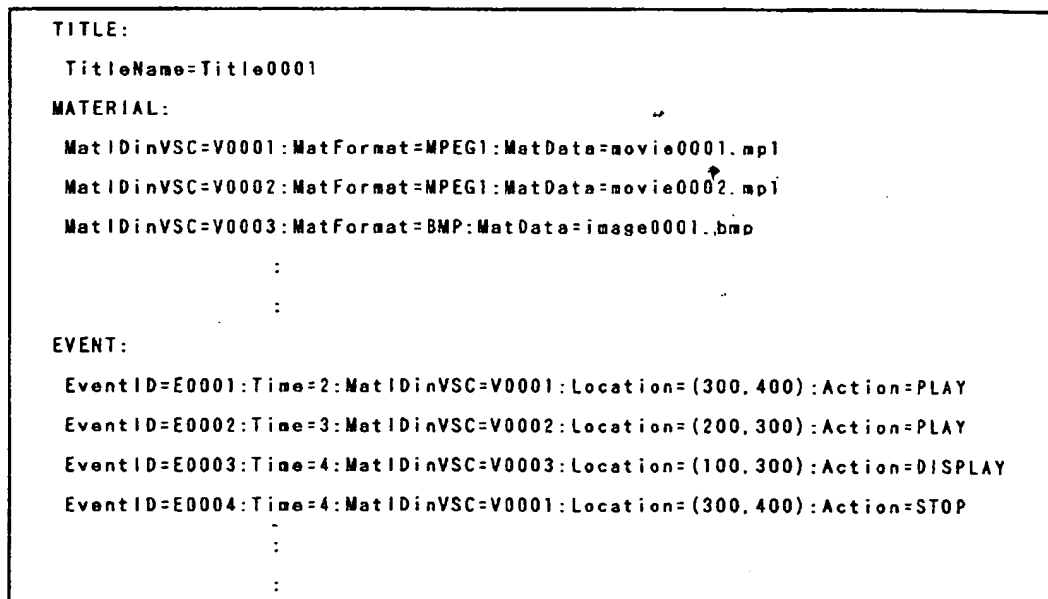 TITLE:
TitleName=Title0001
MATERIAL:
MatIDinVSC=V0001:MatFormat=MPEG1:MatData=movie0001.mp1
MatIDinVSC=V0002:MatFormat=MPEG1:MatData=movie0002.mp1
MatIDinVSC=V0003:MatFormat=BMP:MatData=image0001.bmp
:
:
EVENT:
EventID=E0001:Time=2:MatIDinVSC=V0001:Location=(300,400):Action=PLAY
EventID=E0002:Time=3:MatIDinVSC=V0002:Location=(200,300):Action=PLAY
EventID=E0003:Time=4:MatIDinVSC=V0003:Location=(100,300):Action=DISPLAY
EventID=E0004:Time=4:MatIDinVSC=V0001:Location=(300,400):Action=STOP
:
: